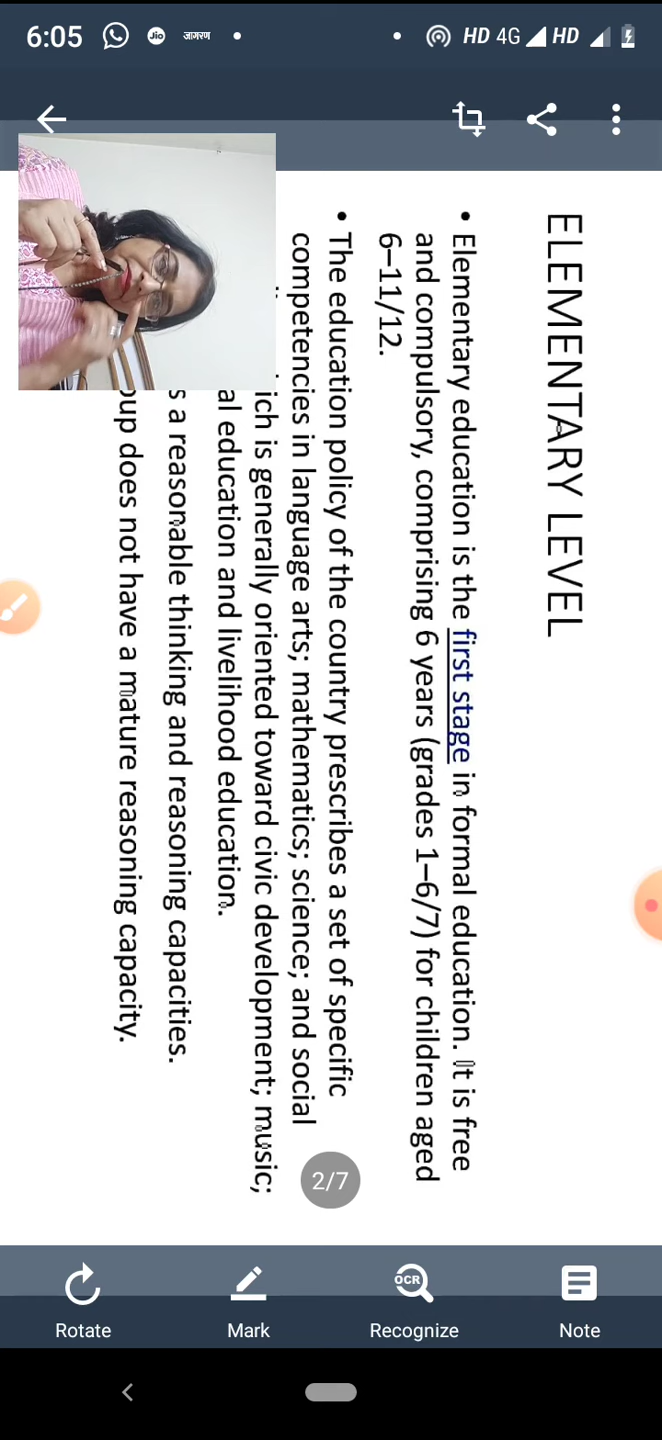 6:05
Jio
जागरण
HD 4G
HD
ELEMENTARY LEVEL
• Elementary education is the first stage in formal education. It is free
and compulsory, comprising 6 years (grades 1–6/7) for children aged
6–11/12.
• The education policy of the country prescribes a set of specific
competencies in language arts; mathematics; science; and social
is generally oriented toward civic development; music;
education and livelihood education.
a reasonable thinking and reasoning capacities.
does not have a mature reasoning capacity.
2/7
OCR
Rotate
Mark
Recognize
Note